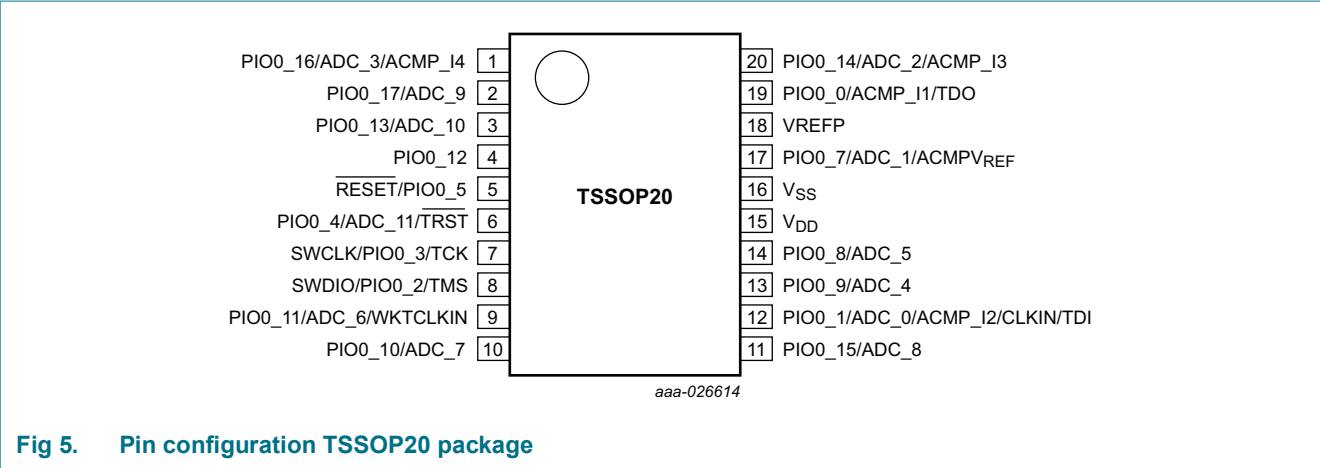 PIO0_16/ADC_3/ACMP_I4 1
PIO0_17/ADC_9 2
PIO0_13/ADC_10 3
PIO0_12 4
RESET/PIO0_5 5
PIO0_4/ADC_11/TRST 6
SWCLK/PIO0_3/TCK 7
SWDIO/PIO0_2/TMS 8
PIO0_11/ADC_6/WKTCLKIN 9
PIO0_10/ADC_7 10
TSSOP20
20 PIO0_14/ADC_2/ACMP_I3
19 PIO0_0/ACMP_I1/TDO
18 VREFP
17 PIO0_7/ADC_1/ACMPVREF
16 VSS
15 VDD
14 PIO0_8/ADC_5
13 PIO0_9/ADC_4
12 PIO0_1/ADC_0/ACMP_I2/CLKIN/TDI
11 PIO0_15/ADC_8
aaa-026614
Fig 5. Pin configuration TSSOP20 package